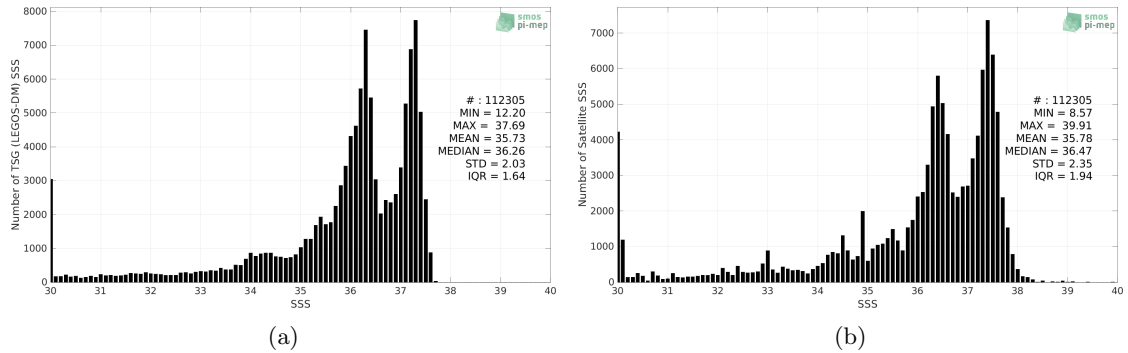 smos
pi-mep
Number of TSG (LEGOS-DM) SSS
8000
7000
6000
5000
4000
3000
2000
1000
0
# : 112305
MIN = 12.20
MAX = 37.69
MEAN = 35.73
MEDIAN = 36.26
STD = 2.03
IQR = 1.64
30 31 32 33 34 35 36 37 38 39 40
SSS
(a)
smos
pi-mep
Number of Satellite SSS
7000
6000
5000
4000
3000
2000
1000
0
# : 112305
MIN = 8.57
MAX = 39.91
MEAN = 35.78
MEDIAN = 36.47
STD = 2.35
IQR = 1.94
30 31 32 33 34 35 36 37 38 39 40
SSS
(b)